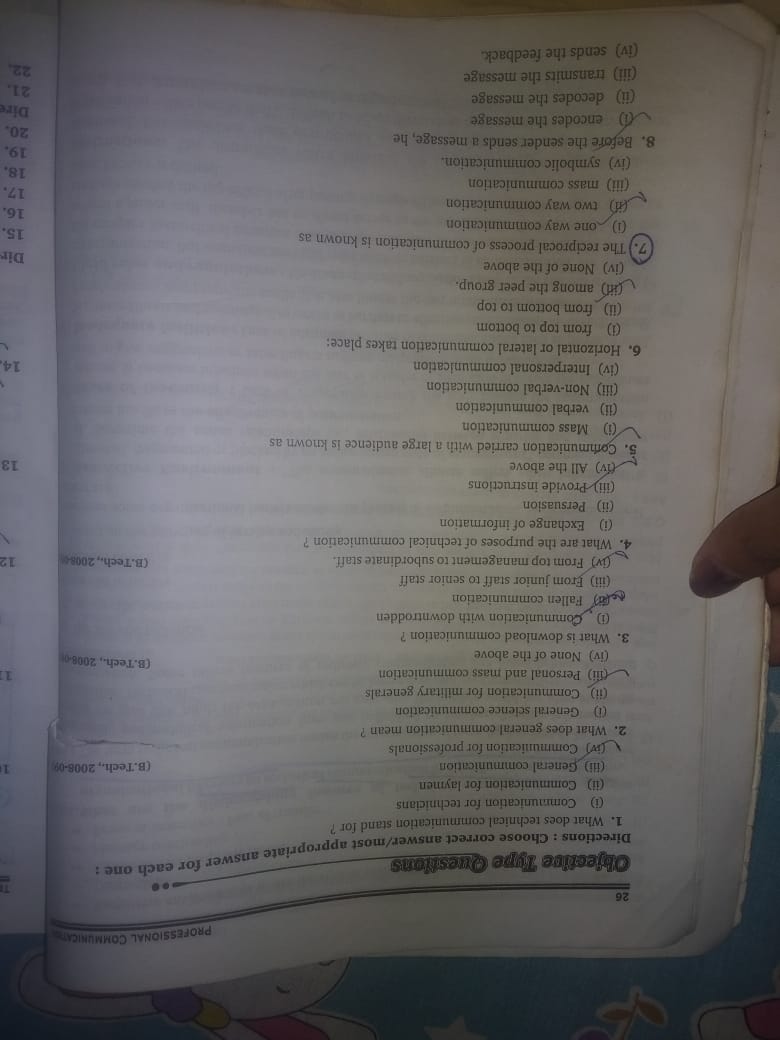 26
PROFESSIONAL COMMUNICATION
Objective Type Questions
Directions : Choose correct answer/most appropriate answer for each one :
1. What does technical communication stand for ?
(i) Communication for technicians
(ii) Communication for laymen
(iii) General communication
(iv) Communication for professionals (B.Tech., 2008-09)
2. What does general communication mean ?
(i) General science communication
(ii) Communication for military generals
(iii) Personal and mass communication
(iv) None of the above (B.Tech., 2008-09)
3. What is download communication ?
(i) Communication with downtrodden
(ii) Fallen communication
(iii) From junior staff to senior staff
(iv) From top management to subordinate staff. (B.Tech., 2008-09)
4. What are the purposes of technical communication ?
(i) Exchange of information
(ii) Persuasion
(iii) Provide instructions
(iv) All the above
5. Communication carried with a large audience is known as
(i) Mass communication
(ii) verbal communication
(iii) Non-verbal communication
(iv) Interpersonal communication
6. Horizontal or lateral communication takes place:
(i) from top to bottom
(ii) from bottom to top
(iii) among the peer group.
(iv) None of the above
7. The reciprocal process of communication is known as
(i) one way communication
(ii) two way communication
(iii) mass communication
(iv) symbolic communication.
8. Before the sender sends a message, he
(i) encodes the message
(ii) decodes the message
(iii) transmits the message
(iv) sends the feedback.
12
13
14.
Dir
15.
16.
17.
18.
19.
20.
Dire
21.
22.